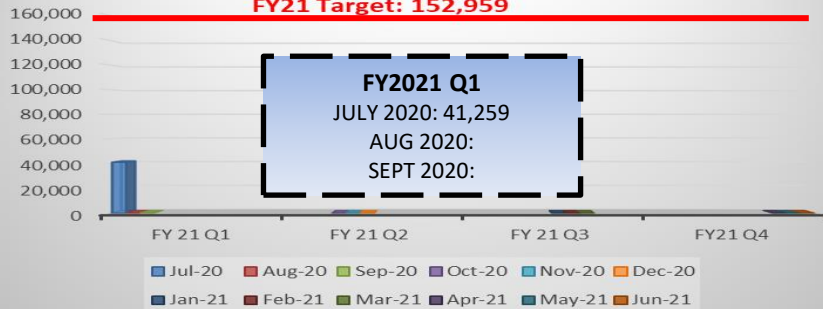 FY21 Target: 152,959
160,000
140,000
120,000
100,000
80,000
60,000
40,000
20,000
0
FY2021 Q1
JULY 2020: 41,259
AUG 2020:
SEPT 2020:
FY 21 Q1 FY 21 Q2 FY 21 Q3 FY21 Q4
Jul-20 Aug-20 Sep-20 Oct-20 Nov-20 Dec-20
Jan-21 Feb-21 Mar-21 Apr-21 May-21 Jun-21